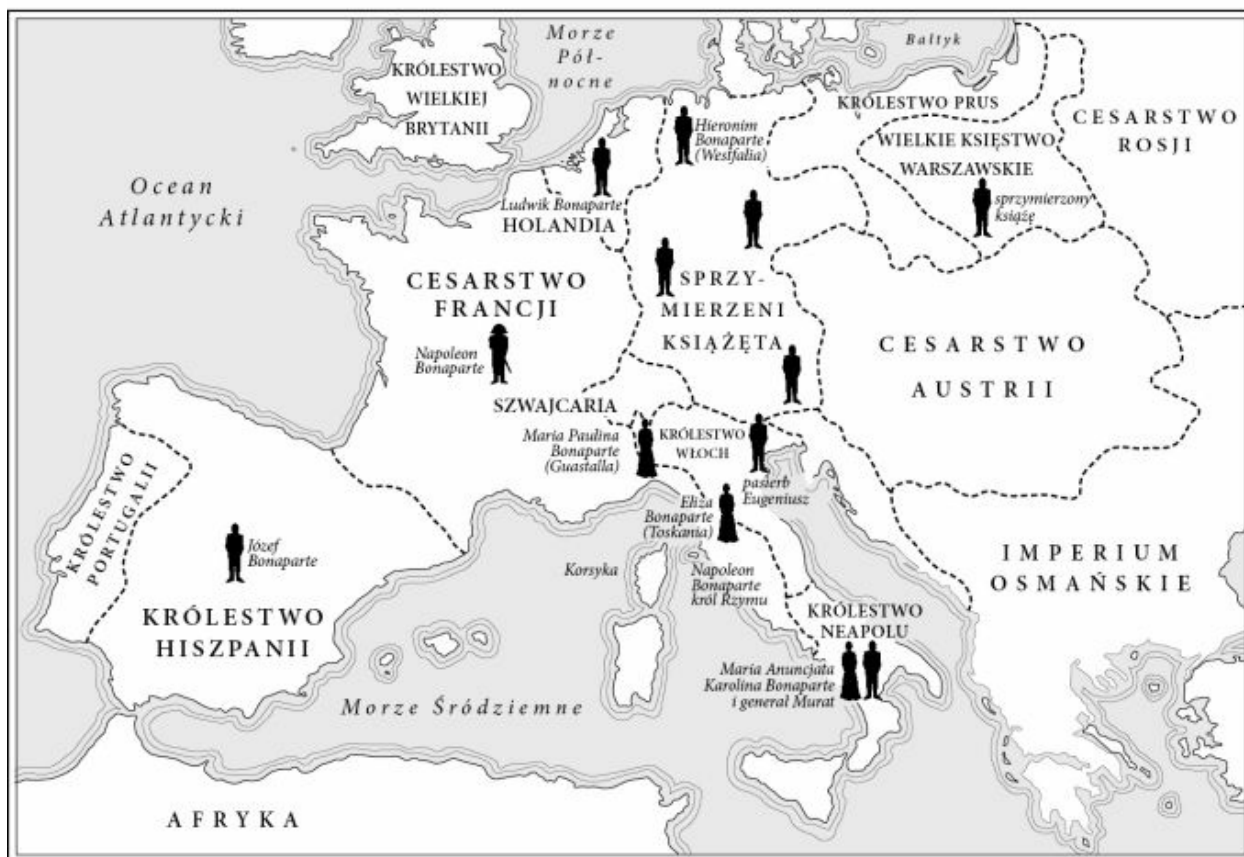 Morze
Pół-
nocne
Bałtyk
KRÓLESTWO
WIELKIEJ
BRYTANII
KRÓLESTWO PRUS
CESARSTWO
ROSJI
Hieronim
Bonaparte
(Westfalia)
WIELKIE KSIĘSTWO
WARSZAWSKIE
sprzymierzony
książę
Ocean
Atlantycki
Ludwik Bonaparte
HOLANDIA
CESARSTWO
FRANCJI
SPRZY-
MIERZENI
KSIĄŻĘTA
Napoleon
Bonaparte
CESARSTWO
AUSTRII
SZWAJCARIA
Maria Paulina
Bonaparte
(Guastalla)
KRÓLESTWO
WŁOCH
pasierb
Eugeniusz
Eliza
Bonaparte
(Toskania)
KRÓLESTWO
PORTUGALII
Józef
Bonaparte
KRÓLESTWO
HISZPANII
Korsyka
Napoleon
Bonaparte
król Rzymu
IMPERIUM
OSMAŃSKIE
KRÓLESTWO
NEAPOLU
Maria Anuncjata
Karolina Bonaparte
i generał Murat
Morze Śródziemne
AFRYKA